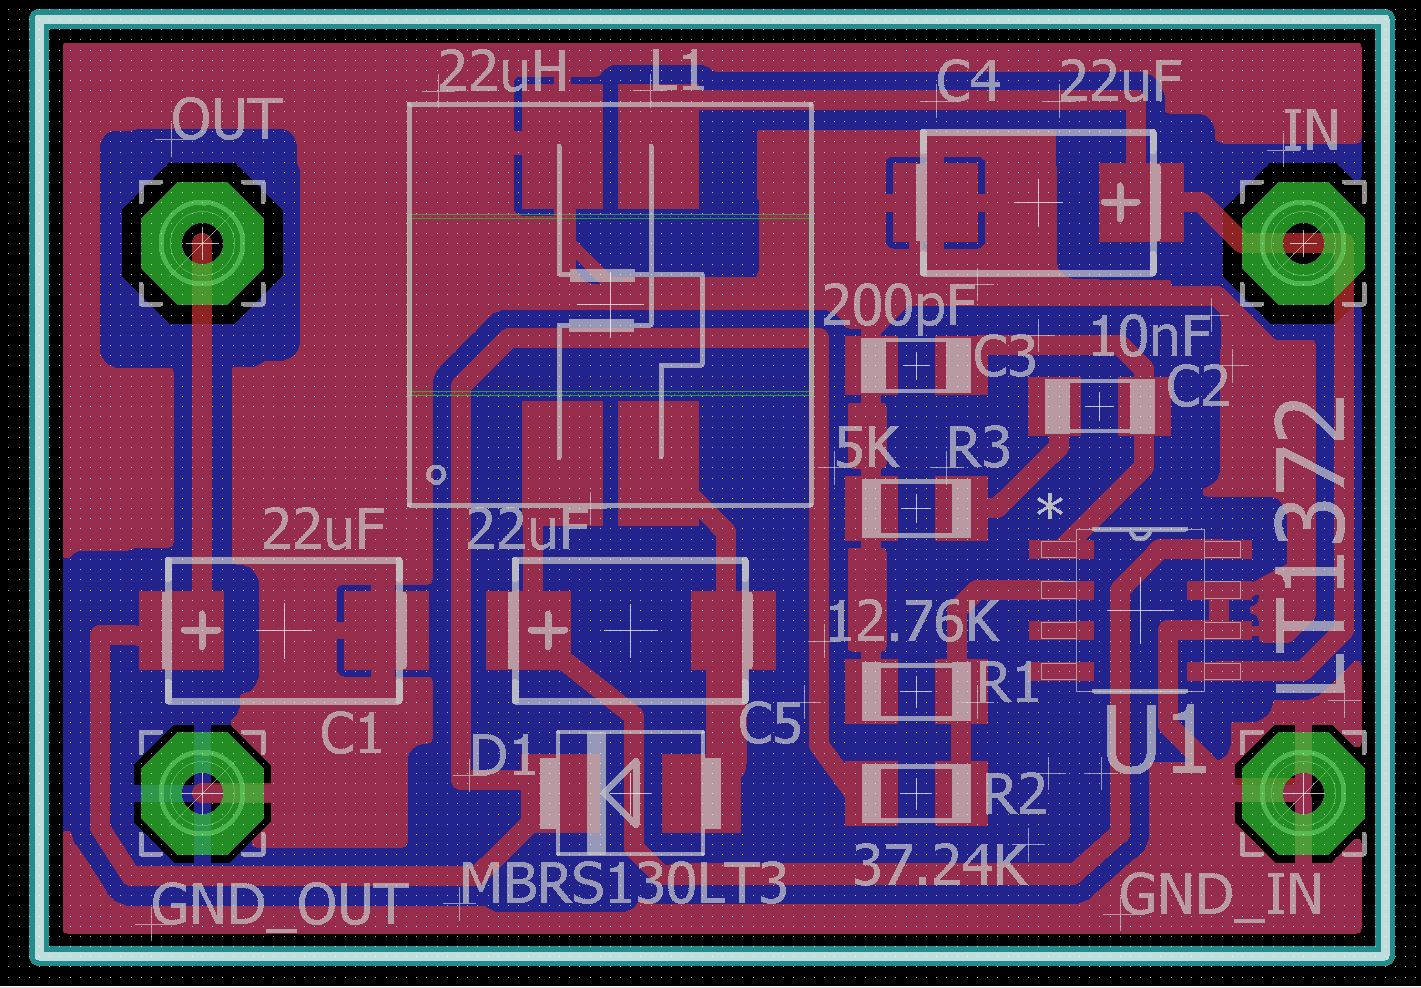 22uH L1
C4 22uF
OUT
IN
200pF
10nF
C3
C2
5K R3
LT1372
*
22uF
22uF
12.76K
R1
C1
C5
U1
D1
R2
37.24K
MBRS130LT3
GND_OUT
GND_IN